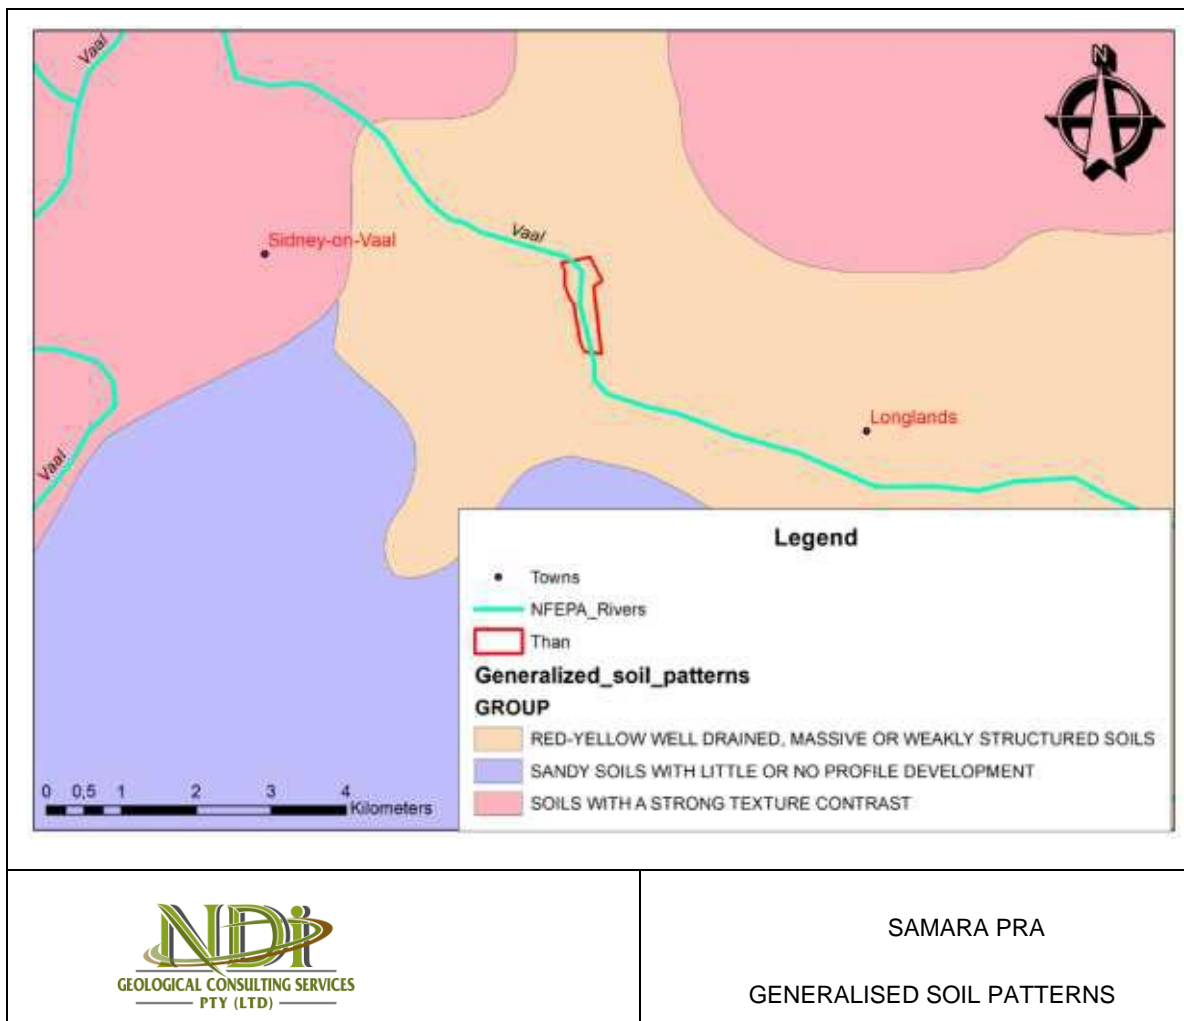 Vaal
N
Sidney-on-Vaal
Vaal
Longlands
Vaal
Legend
Towns
NFEPA_Rivers
Than
Generalized_soil_patterns
GROUP
RED-YELLOW WELL DRAINED, MASSIVE OR WEAKLY STRUCTURED SOILS
SANDY SOILS WITH LITTLE OR NO PROFILE DEVELOPMENT
SOILS WITH A STRONG TEXTURE CONTRAST
0 0,5 1 2 3 4
Kilometers
NDi
GEOLOGICAL CONSULTING SERVICES
PTY (LTD)
SAMARA PRA
GENERALISED SOIL PATTERNS